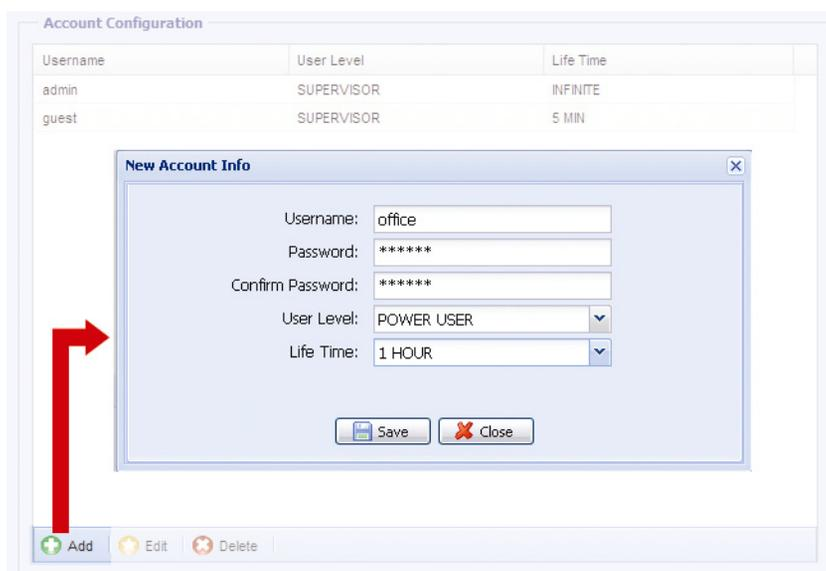 Account Configuration
Username User Level Life Time
admin SUPERVISOR INFINITE
guest SUPERVISOR 5 MIN
New Account Info
Username: office
Password: ******
Confirm Password: ******
User Level: POWER USER
Life Time: 1 HOUR
Save Close
Add Edit Delete